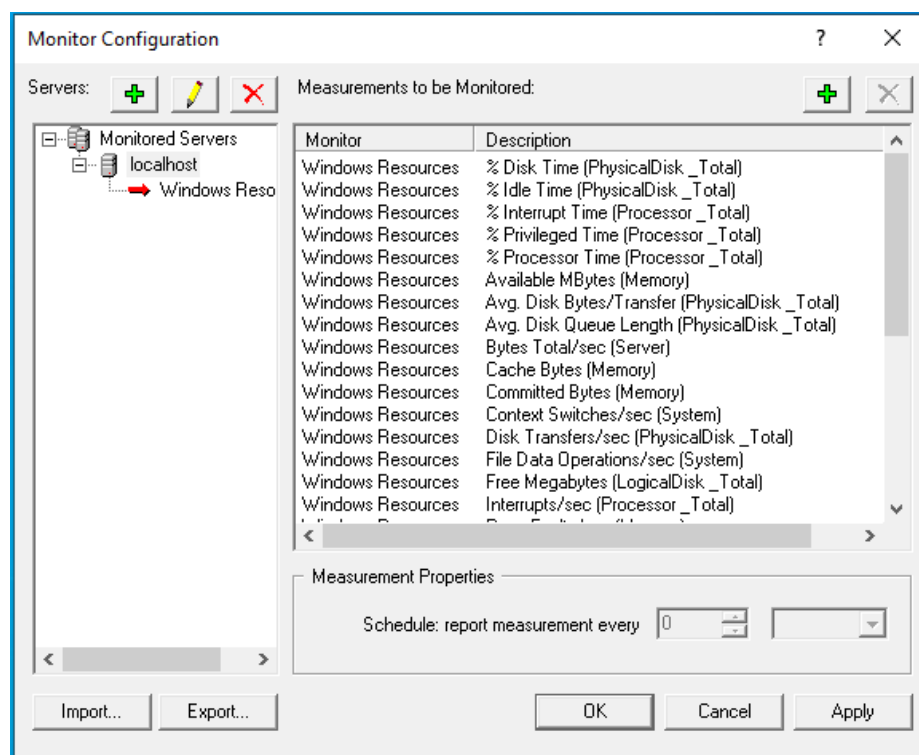 Monitor Configuration
?
Servers:
Measurements to be Monitored:
Monitored Servers
localhost
Windows Reso
Monitor Description
Windows Resources % Disk Time (PhysicalDisk _Total)
Windows Resources % Idle Time (PhysicalDisk _Total)
Windows Resources % Interrupt Time (Processor _Total)
Windows Resources % Privileged Time (Processor _Total)
Windows Resources % Processor Time (Processor _Total)
Windows Resources Available MBytes (Memory)
Windows Resources Avg. Disk Bytes/Transfer (PhysicalDisk _Total)
Windows Resources Avg. Disk Queue Length (PhysicalDisk _Total)
Windows Resources Bytes Total/sec (Server)
Windows Resources Cache Bytes (Memory)
Windows Resources Committed Bytes (Memory)
Windows Resources Context Switches/sec (System)
Windows Resources Disk Transfers/sec (PhysicalDisk _Total)
Windows Resources File Data Operations/sec (System)
Windows Resources Free Megabytes (LogicalDisk _Total)
Windows Resources Interrupts/sec (Processor _Total)
Measurement Properties
Schedule: report measurement every 0
Import... Export... OK Cancel Apply